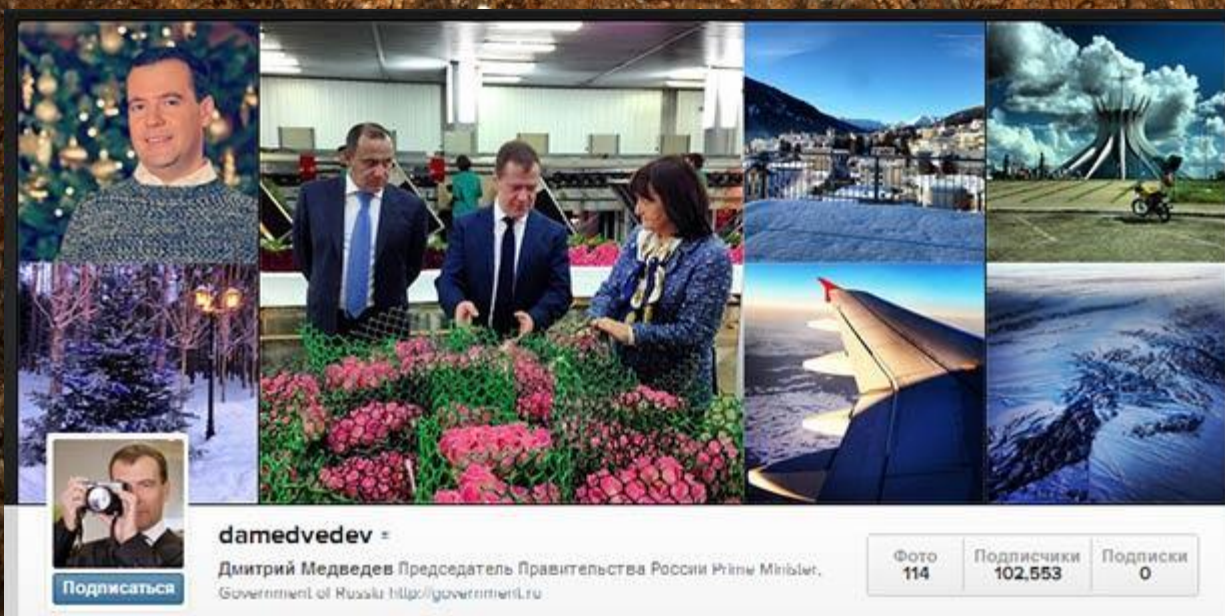 damedvedev
Дмитрий Медведев Председатель Правительства России Prime Minister,
Government of Russia http://government.ru
Подписаться
Фото
114
Подписчики
102,553
Подписки
0